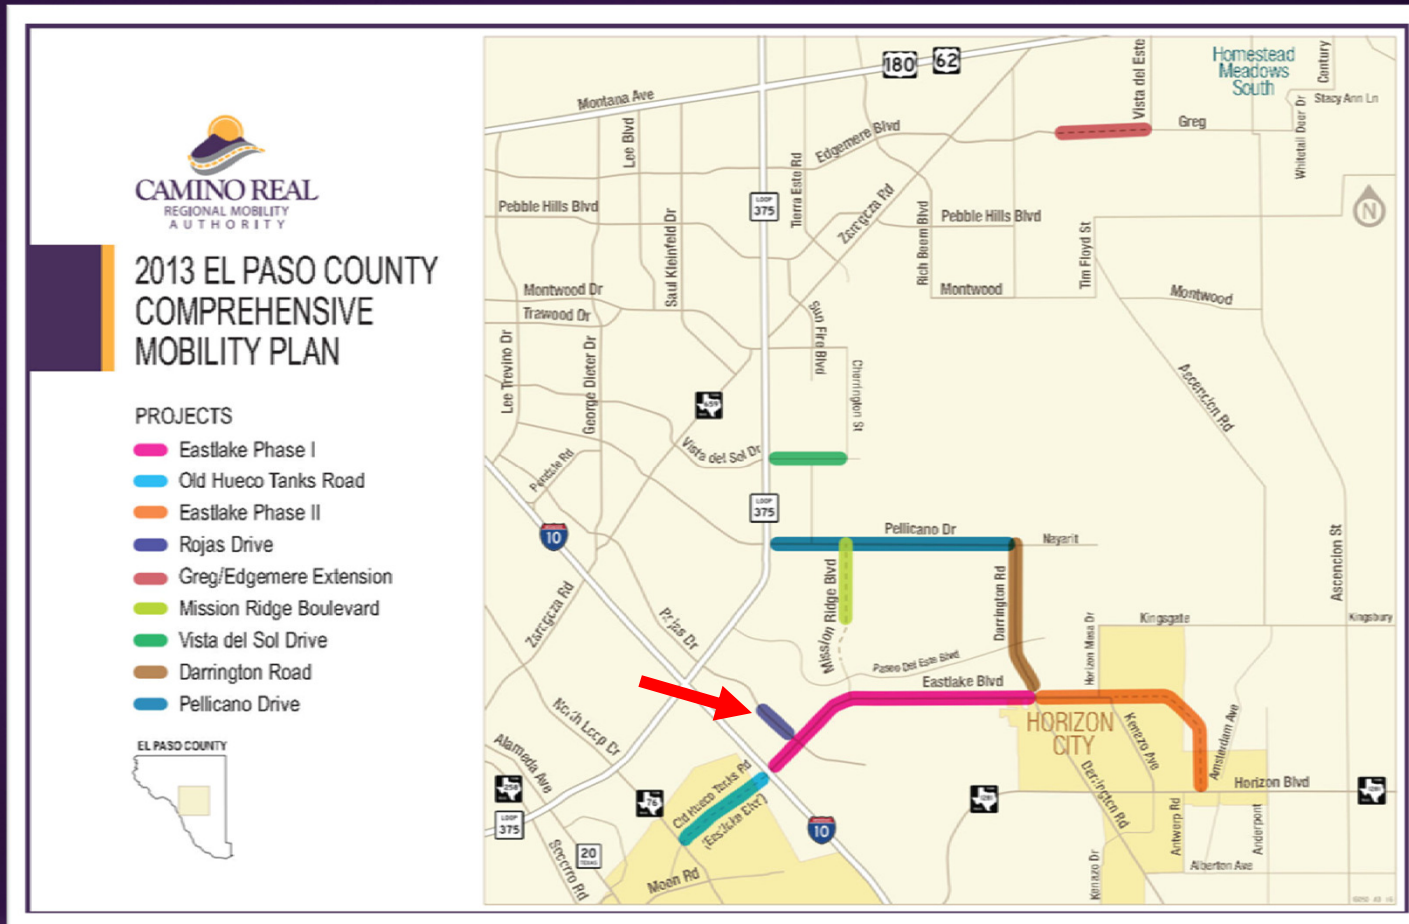 CAMINO REAL
REGIONAL MOBILITY
AUTHORITY
2013 EL PASO COUNTY
COMPREHENSIVE
MOBILITY PLAN
PROJECTS
Eastlake Phase I
Old Hueco Tanks Road
Eastlake Phase II
Rojas Drive
Greg/Edgemere Extension
Mission Ridge Boulevard
Vista del Sol Drive
Darrington Road
Pellicano Drive
EL PASO COUNTY
180
62
Homestead
Meadows
South
Century
Vista del Este
Stacy Ann Ln
Whitetail Deer Dr
Greg
Montana Ave
Lee Blvd
Edgemere Blvd
Tierra Este Rd
N
LOOP
375
Pebble Hills Blvd
Zaragoza Rd
Rich Beem Blvd
Pebble Hills Blvd
Saul Kleinfeld Dr
Tim Floyd St
Montwood Dr
Montwood
Montwood
Trawood Dr
Sun Fire Blvd
Lee Trevino Dr
George Dieter Dr
Cherrington St
Ascencion Rd
659
Vista del Sol Dr
Pendale Rd
LOOP
375
10
Pellicano Dr
Nayarit
Ascencion St
Zaragoza Rd
Rojas Dr
Mission Ridge Blvd
Darrington Rd
Horizon Mesa Dr
Kingsgate
Kingsbury
Paseo Del Este Blvd
Eastlake Blvd
HORIZON
CITY
Kenazo Ave
Amsterdam Ave
North Loop Dr
Alameda Ave
Old Hueco Tanks Rd
(Eastlake Blvd)
Darrington Rd
Horizon Blvd
258
76
1281
1281
LOOP
375
10
Antwerp Rd
Anderport
20
TEXAS
Socorro Rd
Moon Rd
Kenazo Dr
Alberton Ave